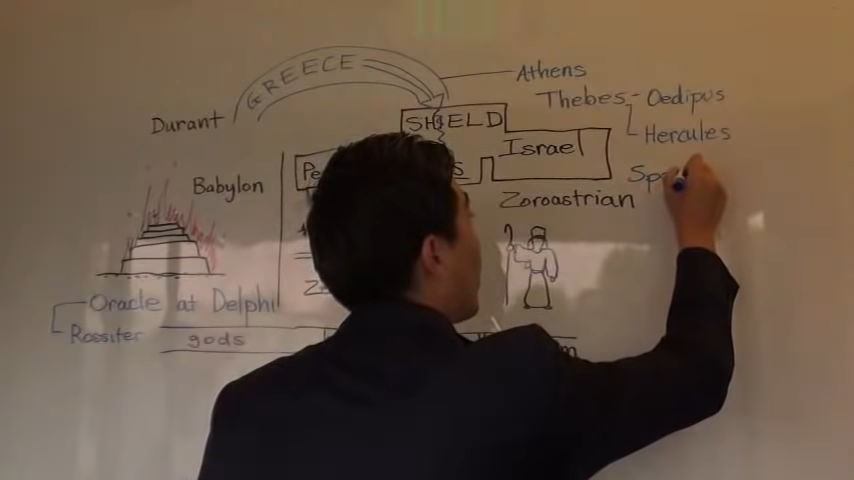 GREECE
Athens
Thebes - Oedipus
Hercules
Durant
SHIELD
Israel
Sp
Pe
S
Babylon
Zoroastrian
Oracle at Delphi
Rossiter
gods